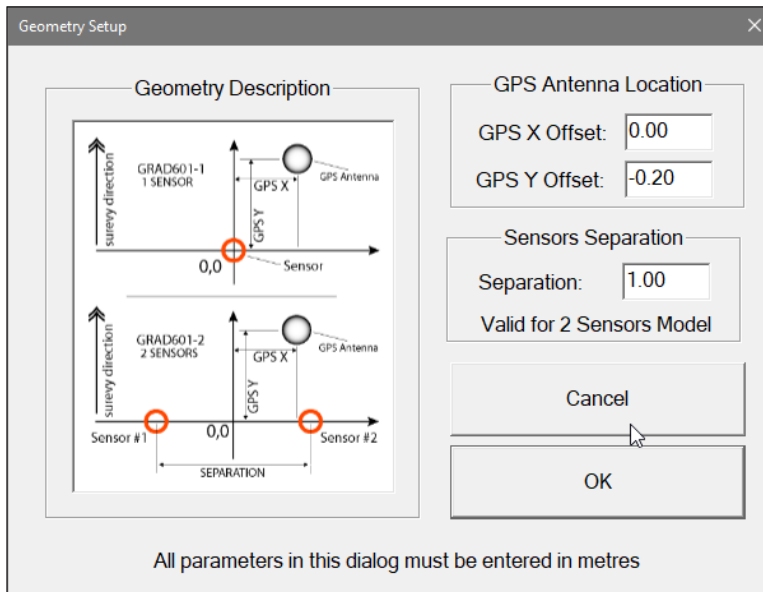 Geometry Setup
Geometry Description
surevy direction
GRAD601-1
1 SENSOR
GPS X
GPS Antenna
GPS Y
0,0
Sensor
surevy direction
GRAD601-2
2 SENSORS
GPS X
GPS Antenna
GPS Y
Sensor #1
0,0
Sensor #2
SEPARATION
GPS Antenna Location
GPS X Offset: 0.00
GPS Y Offset: -0.20
Sensors Separation
Separation: 1.00
Valid for 2 Sensors Model
Cancel
OK
All parameters in this dialog must be entered in metres